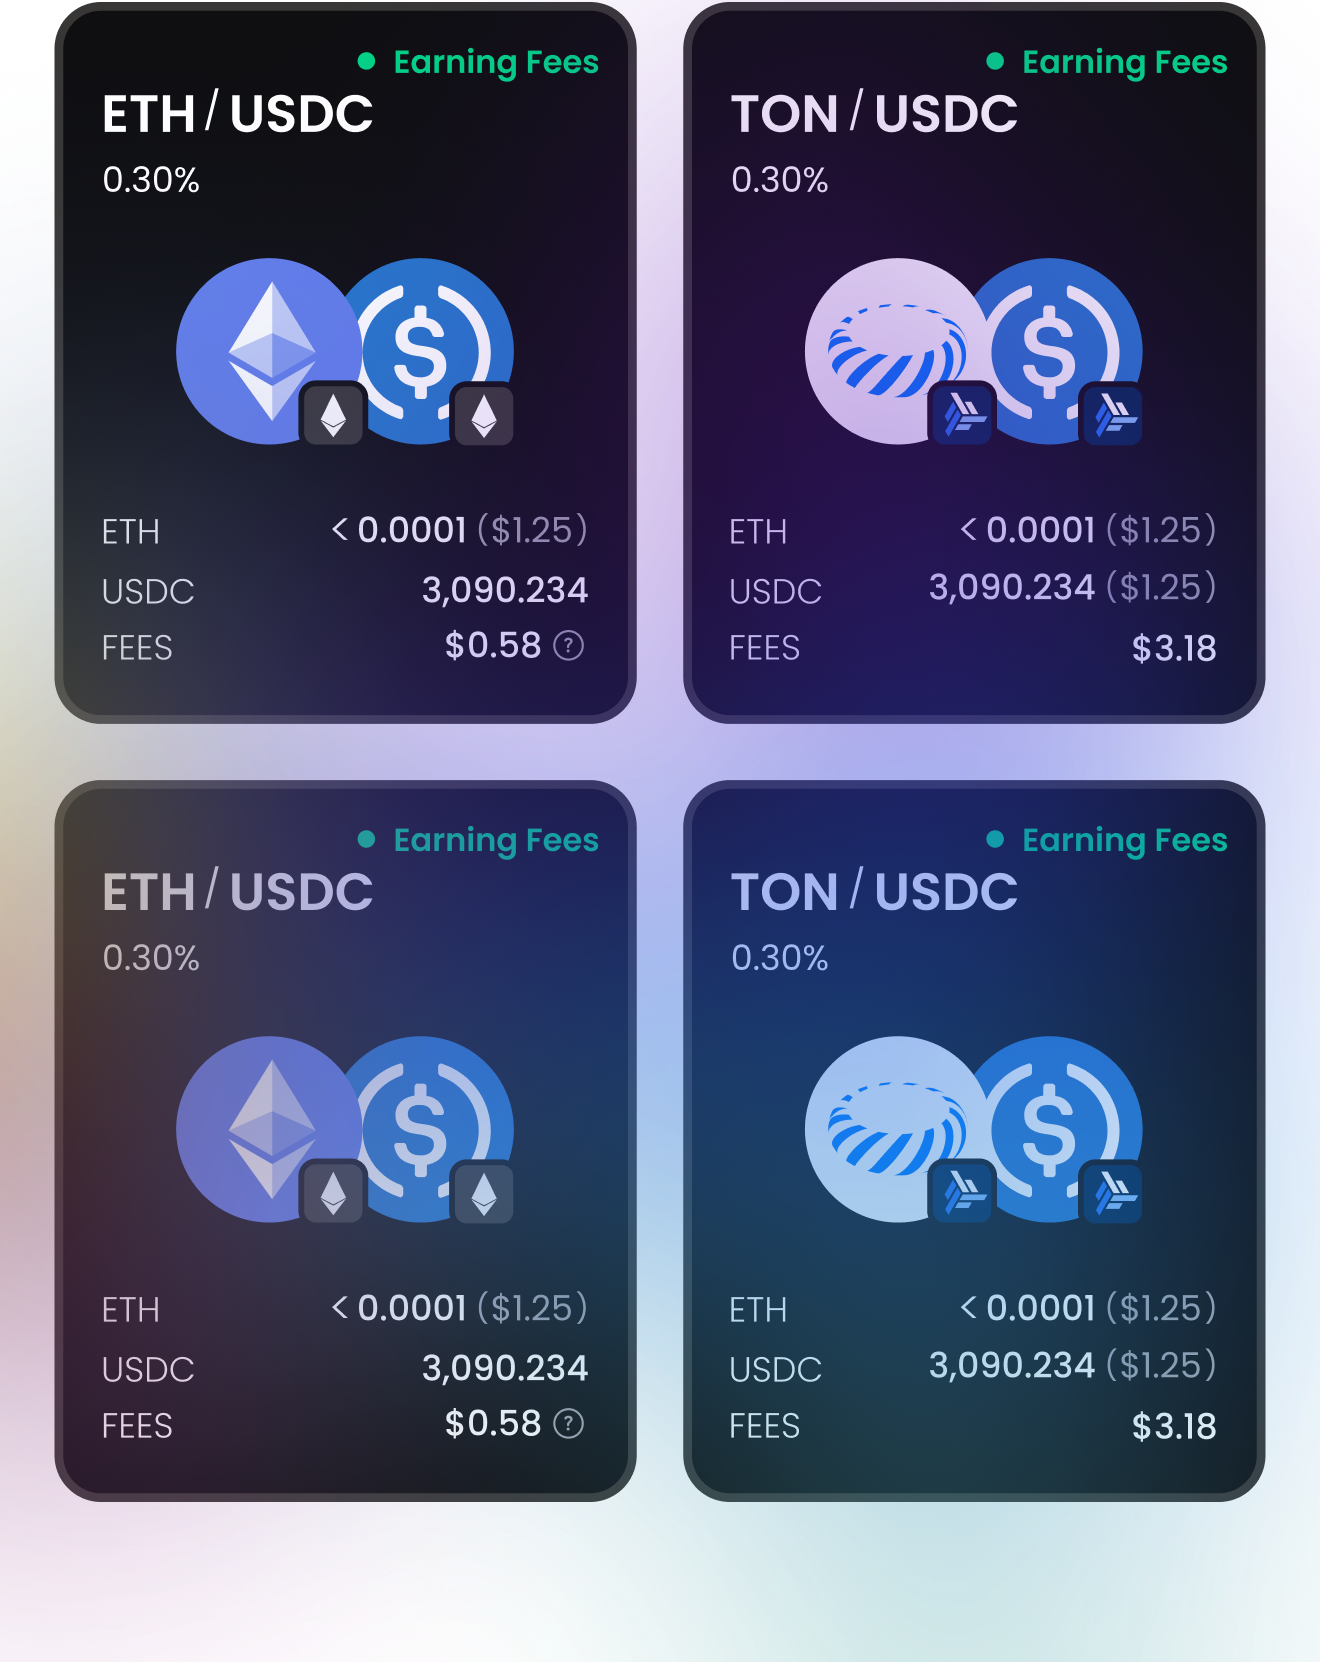 Earning Fees
ETH / USDC
0.30%
ETH < 0.0001 ($1.25)
USDC 3,090.234
FEES $0.58 ?
Earning Fees
TON / USDC
0.30%
ETH < 0.0001 ($1.25)
USDC 3,090.234 ($1.25)
FEES $3.18
Earning Fees
ETH / USDC
0.30%
ETH < 0.0001 ($1.25)
USDC 3,090.234
FEES $0.58 ?
Earning Fees
TON / USDC
0.30%
ETH < 0.0001 ($1.25)
USDC 3,090.234 ($1.25)
FEES $3.18